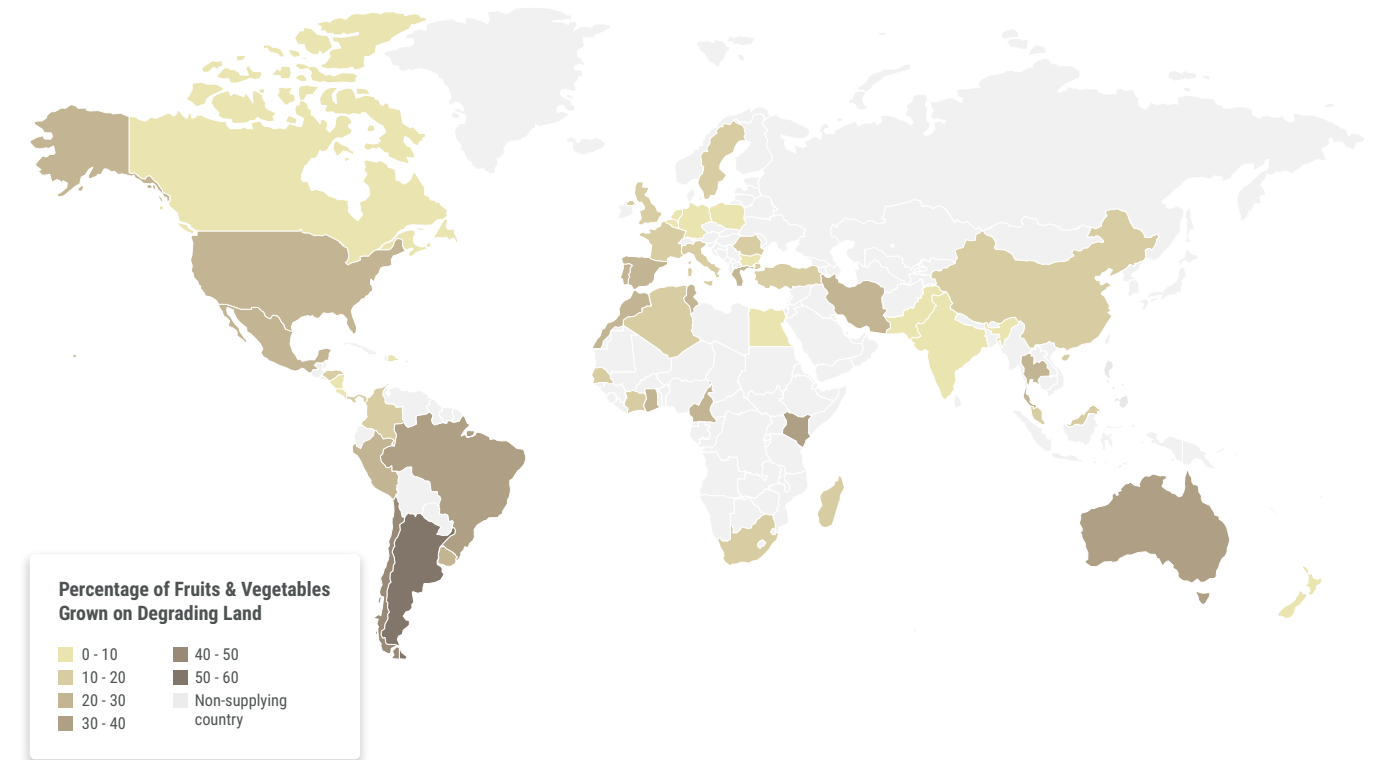 Percentage of Fruits & Vegetables
Grown on Degrading Land
0 - 10
10 - 20
20 - 30
30 - 40
40 - 50
50 - 60
Non-supplying
country